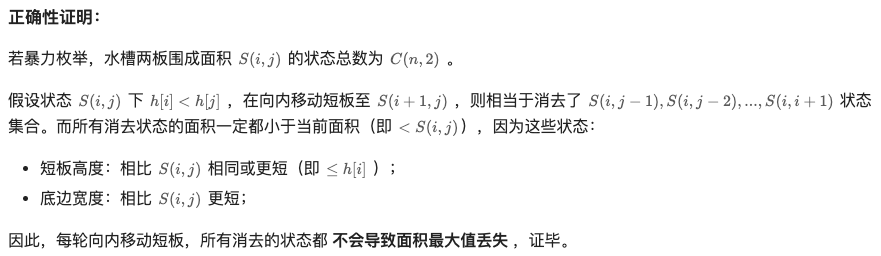 正确性证明：
若暴力枚举，水槽两板围成面积 S(i,j) 的状态总数为 C(n,2) 。
假设状态 S(i,j) 下 h[i]<h[j] ，在向内移动短板至 S(i+1,j) ，则相当于消去了 S(i,j−1),S(i,j−2),...,S(i,i+1) 状态
集合。而所有消去状态的面积一定都小于当前面积（即 <S(i,j)），因为这些状态：
• 短板高度：相比 S(i,j) 相同或更短（即 ≤h[i] ）；
• 底边宽度：相比 S(i,j) 更短；
因此，每轮向内移动短板，所有消去的状态都 不会导致面积最大值丢失 ，证毕。